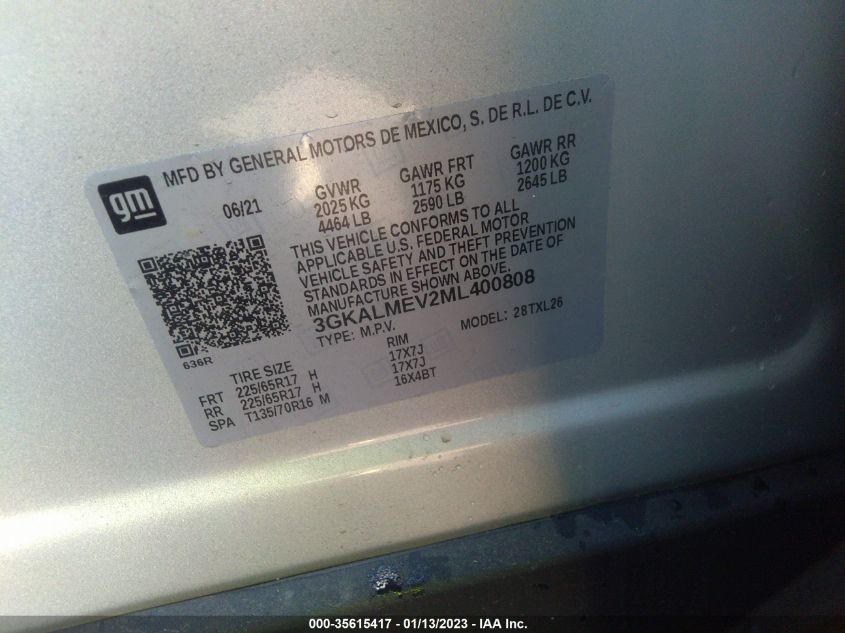 MFD BY GENERAL MOTORS DE MEXICO, S. DE R.L. DE C.V.
gm
06/21
GVWR
2025 KG
4464 LB
GAWR FRT
1175 KG
2590 LB
GAWR RR
1200 KG
2645 LB
THIS VEHICLE CONFORMS TO ALL
APPLICABLE U.S. FEDERAL MOTOR
VEHICLE SAFETY AND THEFT PREVENTION
STANDARDS IN EFFECT ON THE DATE OF
MANUFACTURE SHOWN ABOVE.
3GKALMEV2ML400808
TYPE: M.P.V. MODEL: 28TXL26
636R
TIRE SIZE RIM
FRT 225/65R17 H 17X7J
RR 225/65R17 H 17X7J
SPA T135/70R16 M 16X4BT
000-35615417 - 01/13/2023 - IAA Inc.